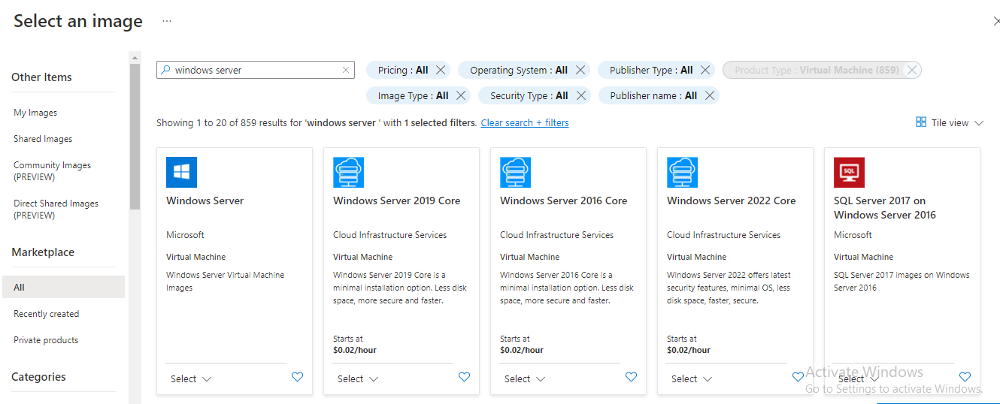 Select an image ...
Other Items
My Images
Shared Images
Community Images
(PREVIEW)
Direct Shared Images
(PREVIEW)
Marketplace
All
Recently created
Private products
Categories
windows server
Pricing : All
Operating System : All
Publisher Type : All
Product Type : Virtual Machine (859)
Image Type : All
Security Type : All
Publisher name : All
Showing 1 to 20 of 859 results for 'windows server ' with 1 selected filters. Clear search + filters
Tile view
Windows Server
Microsoft
Virtual Machine
Windows Server Virtual Machine
Images
Select
Windows Server 2019 Core
Cloud Infrastructure Services
Virtual Machine
Windows Server 2019 Core is a
minimal installation option. Less disk
space, more secure and faster.
Starts at
$0.02/hour
Select
Windows Server 2016 Core
Cloud Infrastructure Services
Virtual Machine
Windows Server 2016 Core is a
minimal installation option. Less disk
space, more secure and faster.
Starts at
$0.02/hour
Select
Windows Server 2022 Core
Cloud Infrastructure Services
Virtual Machine
Windows Server 2022 offers latest
security features, minimal OS, less
disk space, faster, secure.
Starts at
$0.02/hour
Select
SQL
SQL Server 2017 on
Windows Server 2016
Microsoft
Virtual Machine
SQL Server 2017 images on Windows
Server 2016
Select
Activate Windows
Go to Settings to activate Windows.